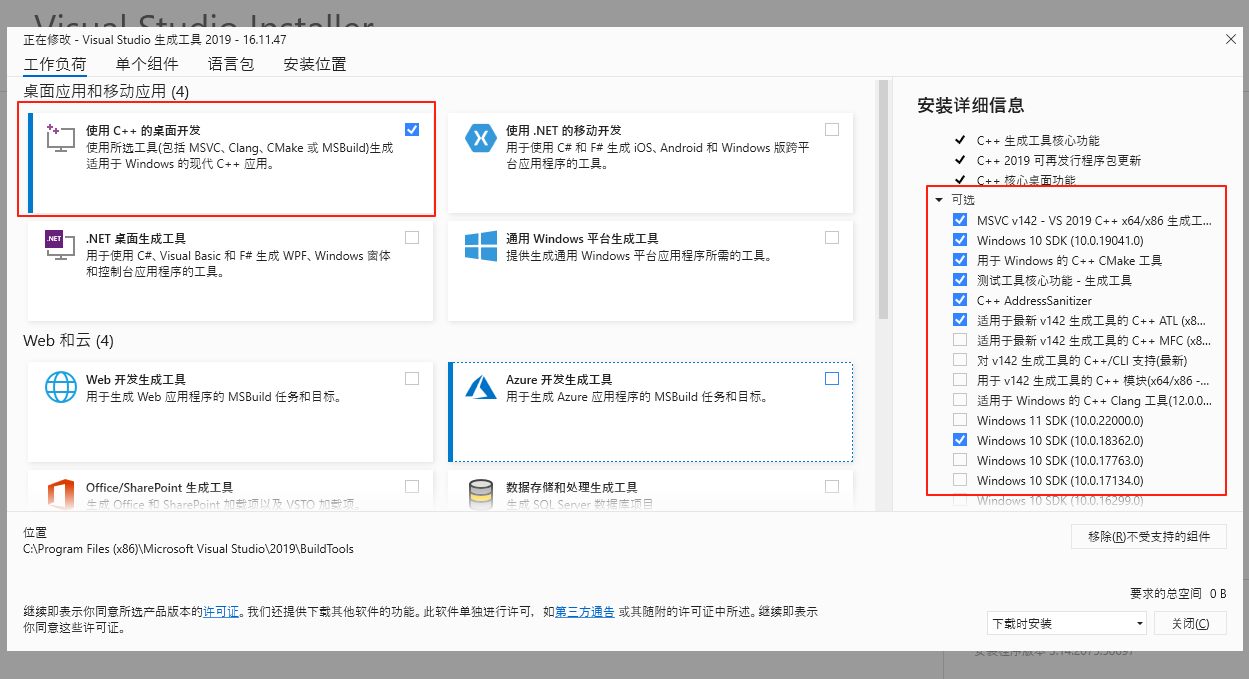 Visual Studio Installer
正在修改 - Visual Studio 生成工具 2019 - 16.11.47
工作负荷 单个组件 语言包 安装位置
桌面应用和移动应用 (4)
使用 C++ 的桌面开发
使用所选工具(包括 MSVC、Clang、CMake 或 MSBuild)生成
适用于 Windows 的现代 C++ 应用。
使用 .NET 的移动开发
用于使用 C# 和 F# 生成 iOS、Android 和 Windows 版跨平
台应用程序的工具。
.NET
.NET 桌面生成工具
用于使用 C#、Visual Basic 和 F# 生成 WPF、Windows 窗体
和控制台应用程序的工具。
通用 Windows 平台生成工具
提供生成通用 Windows 平台应用程序所需的工具。
Web 和云 (4)
Web 开发生成工具
用于生成 Web 应用程序的 MSBuild 任务和目标。
Azure 开发生成工具
用于生成 Azure 应用程序的 MSBuild 任务和目标。
Office/SharePoint 生成工具
生成 Office 和 SharePoint 加载项以及 VSTO 加载项。
数据存储和处理生成工具
生成 SQL Server 数据库项目
安装详细信息
C++ 生成工具核心功能
C++ 2019 可再发行程序包更新
C++ 核心桌面功能
可选
MSVC v142 - VS 2019 C++ x64/x86 生成工...
Windows 10 SDK (10.0.19041.0)
用于 Windows 的 C++ CMake 工具
测试工具核心功能 - 生成工具
C++ AddressSanitizer
适用于最新 v142 生成工具的 C++ ATL (x8...
适用于最新 v142 生成工具的 C++ MFC (x8...
对 v142 生成工具的 C++/CLI 支持(最新)
用于 v142 生成工具的 C++ 模块(x64/x86 -...
适用于 Windows 的 C++ Clang 工具(12.0.0...
Windows 11 SDK (10.0.22000.0)
Windows 10 SDK (10.0.18362.0)
Windows 10 SDK (10.0.17763.0)
Windows 10 SDK (10.0.17134.0)
Windows 10 SDK (10.0.16299.0)
位置
C:\Program Files (x86)\Microsoft Visual Studio\2019\BuildTools
移除(R)不受支持的组件
要求的总空间 0 B
继续即表示你同意所选产品版本的许可证。我们还提供下载其他软件的功能。此软件单独进行许可，如第三方通告 或其随附的许可证中所述。继续即表示
你同意这些许可证。
下载时安装
关闭(C)
安装程序版本